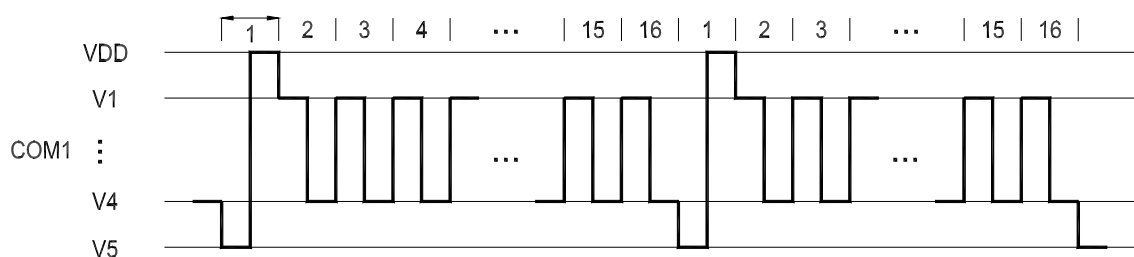 1 | 2 | 3 | 4 | ... | 15 | 16 | 1 | 2 | 3 | ... | 15 | 16 |
VDD
V1
COM1 ⋮
...
...
V4
V5